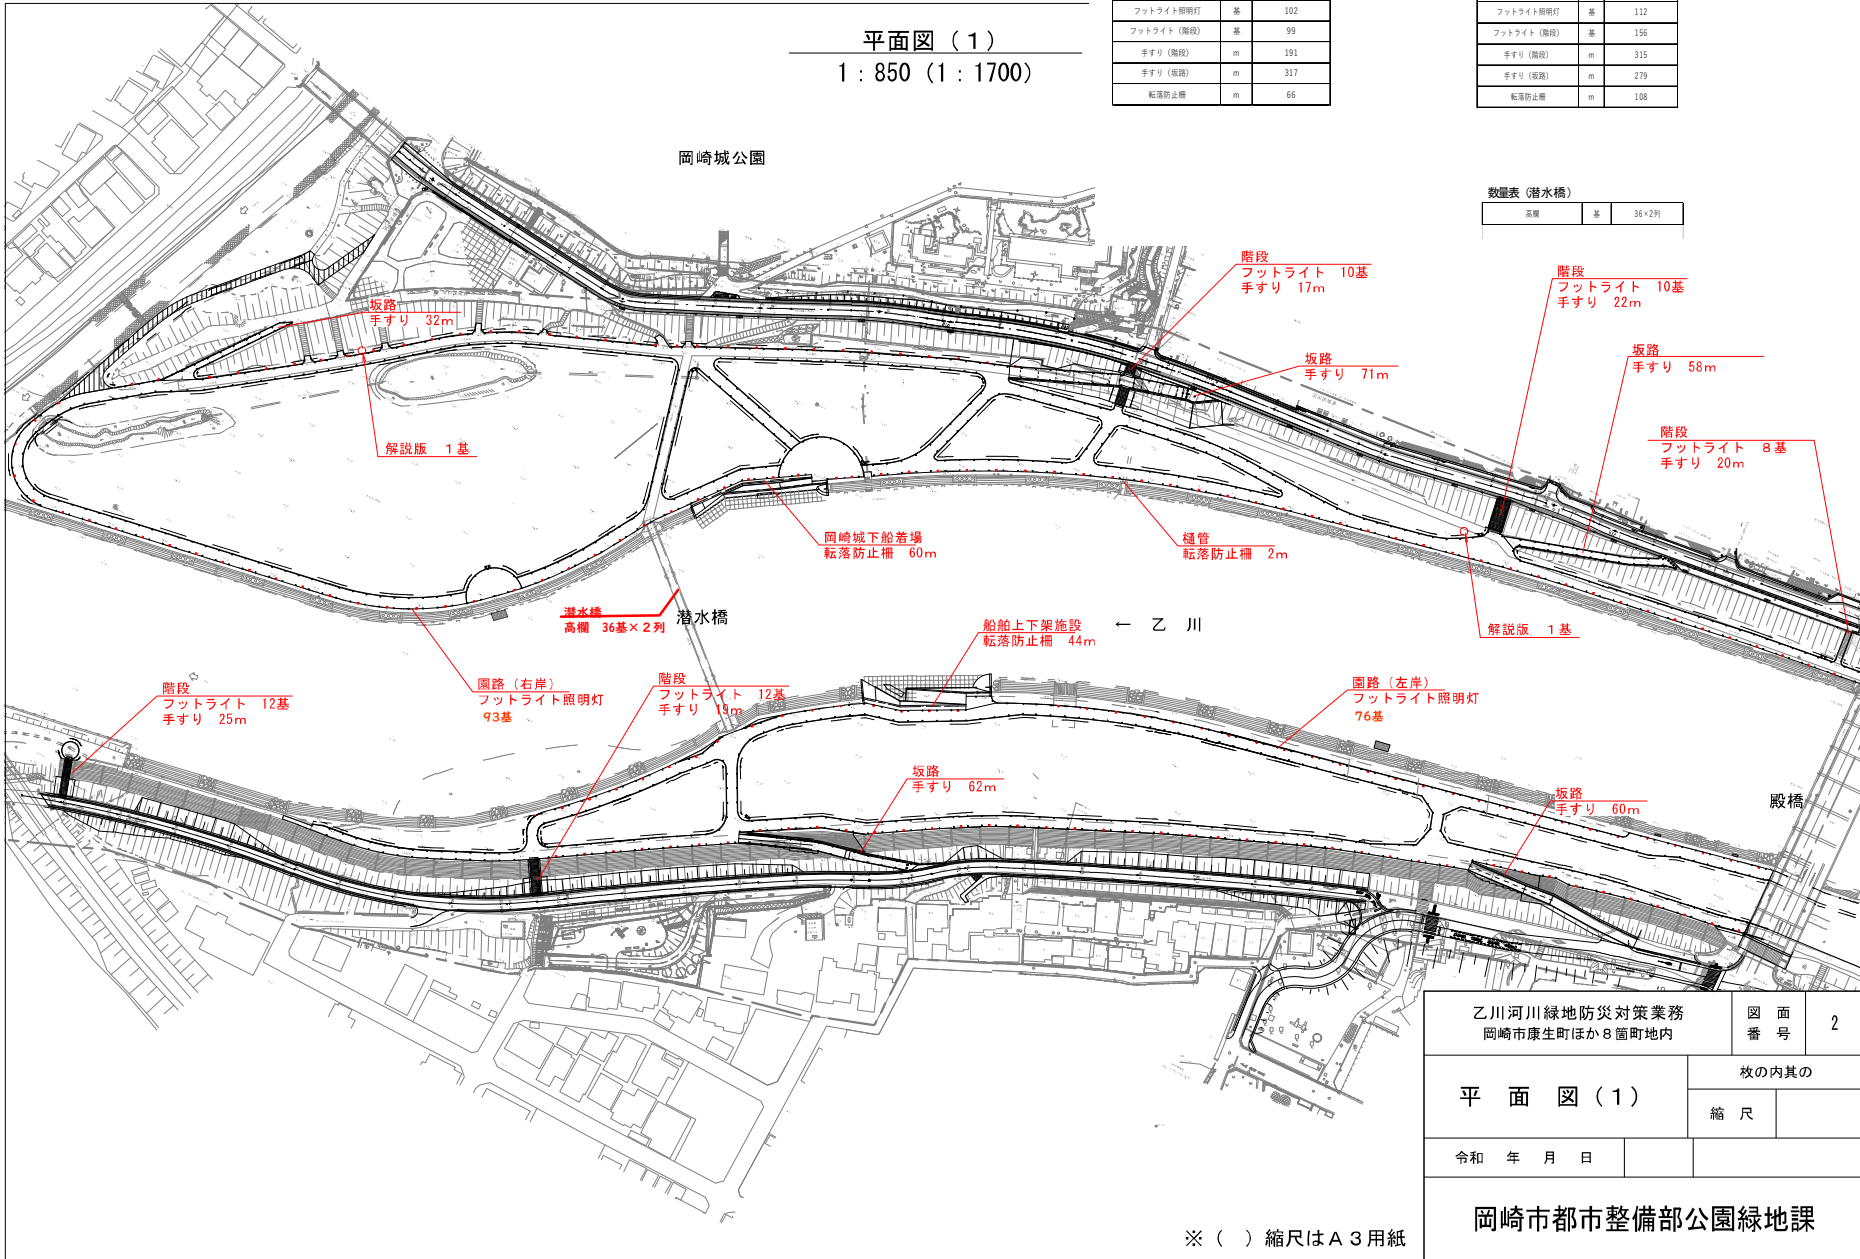 平面図（１）
１：８５０（１：１７００）
フットライト照明灯 基 102
フットライト（階段） 基 99
手すり（階段） m 191
手すり（坂路） m 317
転落防止柵 m 66
フットライト照明灯 基 112
フットライト（階段） 基 156
手すり（階段） m 315
手すり（坂路） m 279
転落防止柵 m 108
数量表（潜水橋）
高欄 基 36×2列
岡崎城公園
階段
フットライト　10基
手すり　17m
階段
フットライト　10基
手すり　22m
坂路
手すり　32m
坂路
手すり　71m
坂路
手すり　58m
階段
フットライト　８基
手すり　20m
解説版　１基
岡崎城下船着場
転落防止柵　60m
樋管
転落防止柵　2m
解説版　１基
潜水橋
高欄　36基×２列
潜水橋
船舶上下架施設
転落防止柵　44m
←　乙　川
階段
フットライト　12基
手すり　25m
園路（右岸）
フットライト照明灯
93基
階段
フットライト　12基
手すり　19m
園路（左岸）
フットライト照明灯
76基
坂路
手すり　62m
坂路
手すり　60m
殿橋
乙川河川緑地防災対策業務
岡崎市康生町ほか８箇町地内
図　面
番　号
2
平　面　図（１）
枚の内其の
縮　尺
令和　年　月　日
岡崎市都市整備部公園緑地課
※（　）縮尺はＡ３用紙